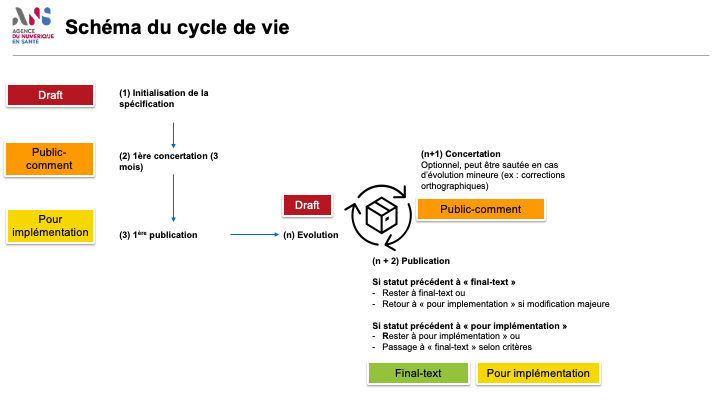 ANS
AGENCE
DU NUMÉRIQUE
EN SANTÉ
Schéma du cycle de vie
Draft
(1) Initialisation de la
spécification
Public-
comment
(2) 1ère concertation (3
mois)
Pour
implémentation
(3) 1ère publication
Draft
(n) Evolution
(n+1) Concertation
Optionnel, peut être sautée en cas
d'évolution mineure (ex : corrections
orthographiques)
Public-comment
(n + 2) Publication
Si statut précédent à « final-text »
- Rester à final-text ou
- Retour à « pour implementation » si modification majeure
Si statut précédent à « pour implémentation »
- Rester à pour implémentation » ou
- Passage à « final-text » selon critères
Final-text
Pour implémentation